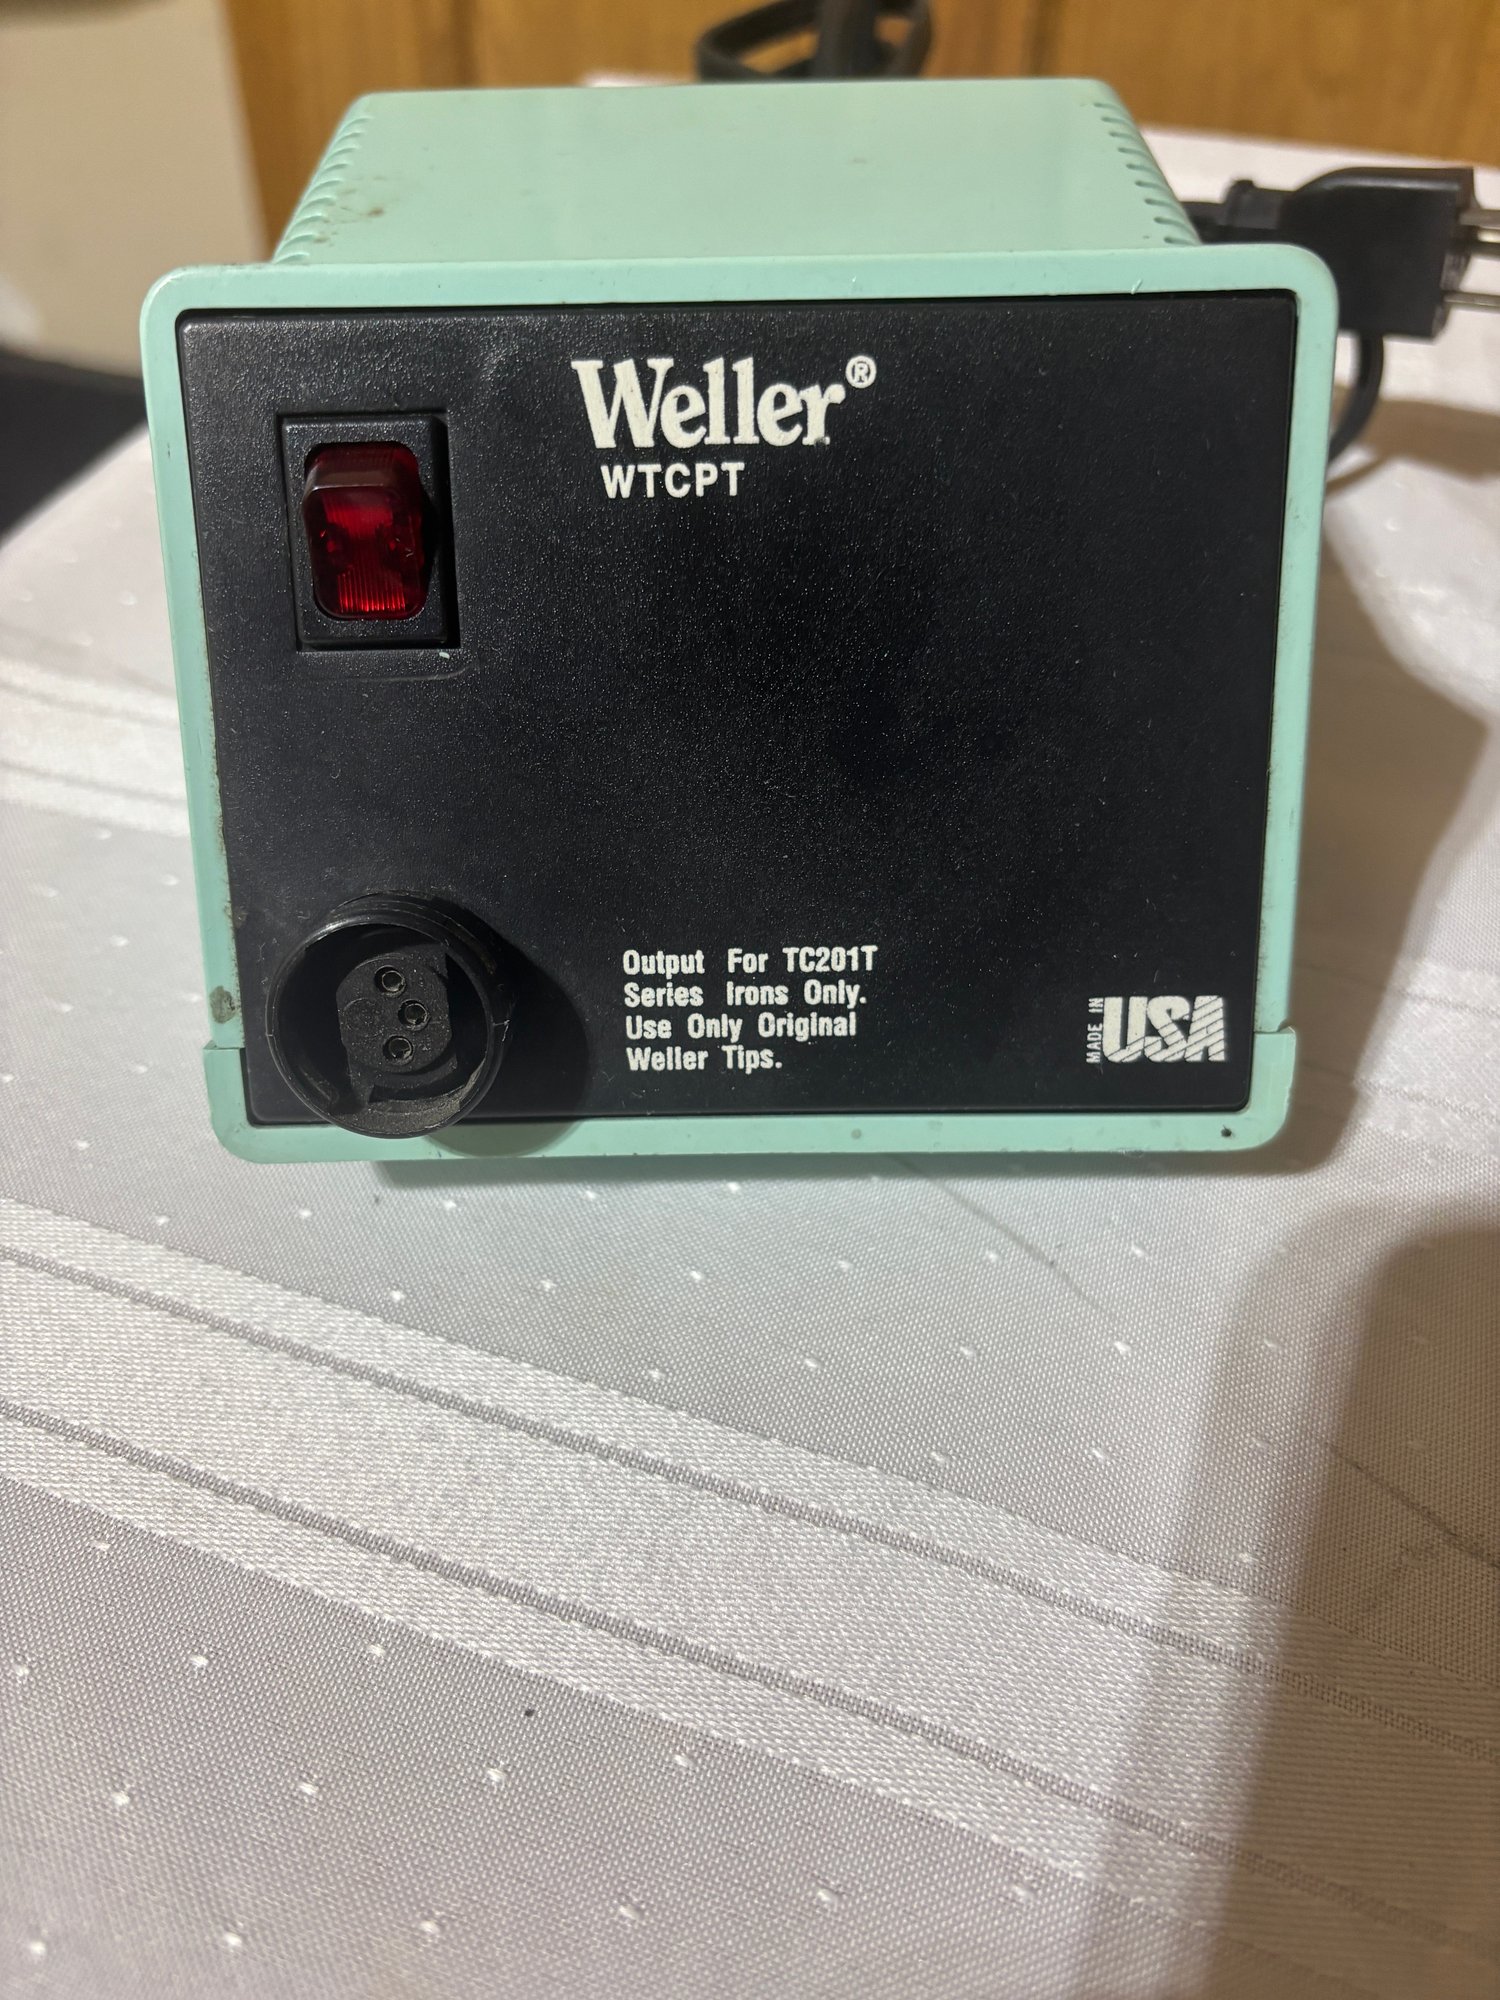 Weller®
WTCPT
Output For TC201T
Series Irons Only.
Use Only Original
Weller Tips.
MADE IN
USA